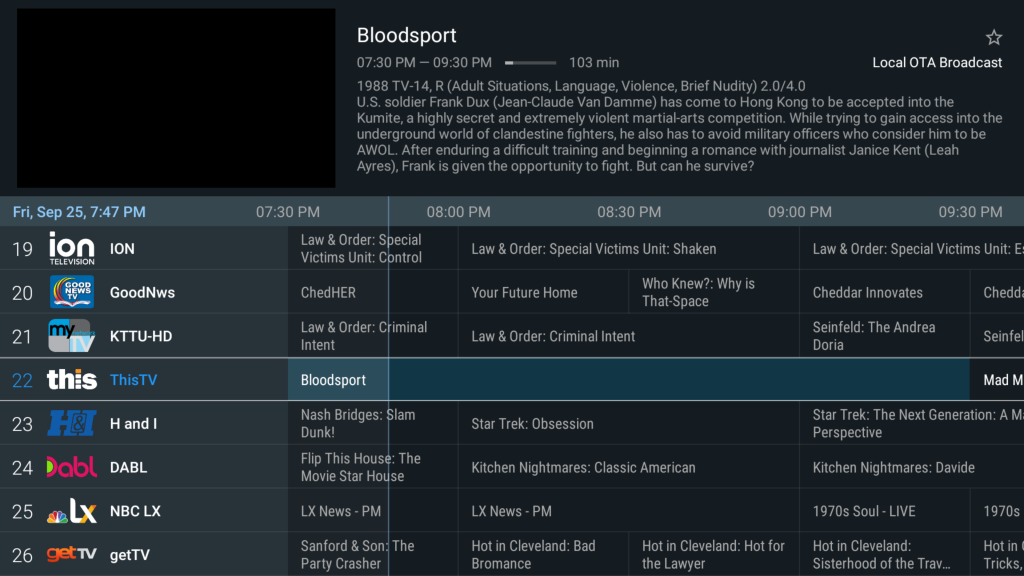 Bloodsport
07:30 PM — 09:30 PM 103 min
Local OTA Broadcast
1988 TV-14, R (Adult Situations, Language, Violence, Brief Nudity) 2.0/4.0
U.S. soldier Frank Dux (Jean-Claude Van Damme) has come to Hong Kong to be accepted into the
Kumite, a highly secret and extremely violent martial-arts competition. While trying to gain access into the
underground world of clandestine fighters, he also has to avoid military officers who consider him to be
AWOL. After enduring a difficult training and beginning a romance with journalist Janice Kent (Leah
Ayres), Frank is given the opportunity to fight. But can he survive?
Fri, Sep 25, 7:47 PM 07:30 PM 08:00 PM 08:30 PM 09:00 PM 09:30 PM
19 ion TELEVISION ION
Law & Order: Special
Victims Unit: Control
Law & Order: Special Victims Unit: Shaken
Law & Order: Special Victims Unit: Es
20 GOOD NEWS TV GoodNws
ChedHER
Your Future Home
Who Knew?: Why is
That-Space
Cheddar Innovates
Chedda
21 my TV KTTU-HD
Law & Order: Criminal
Intent
Law & Order: Criminal Intent
Seinfeld: The Andrea
Doria
Seinfel
22 this ThisTV
Bloodsport
Mad M
23 H&I H and I
Nash Bridges: Slam
Dunk!
Star Trek: Obsession
Star Trek: The Next Generation: A Ma
Perspective
24 Dabl DABL
Flip This House: The
Movie Star House
Kitchen Nightmares: Classic American
Kitchen Nightmares: Davide
25 Lx NBC LX
LX News - PM
LX News - PM
1970s Soul - LIVE
1970s
26 getTV getTV
Sanford & Son: The
Party Crasher
Hot in Cleveland: Bad
Bromance
Hot in Cleveland: Hot for
the Lawyer
Hot in Cleveland:
Sisterhood of the Trav...
Hot in C
Tricks,